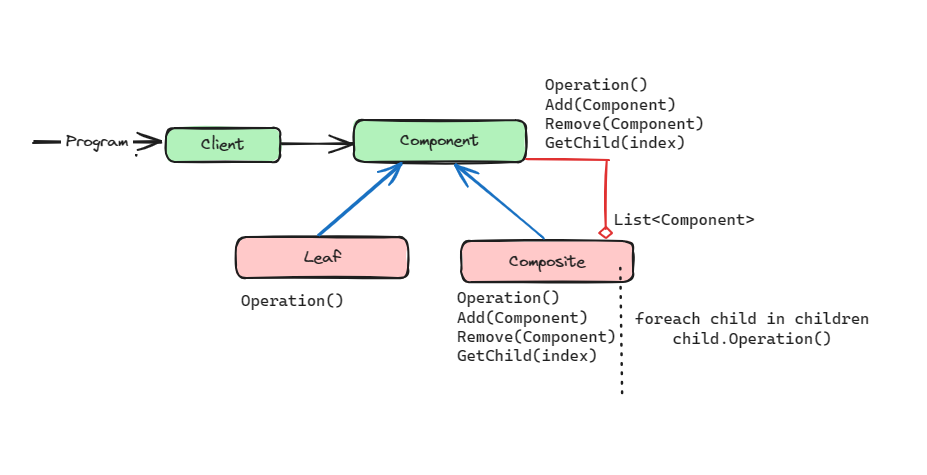 Program
Client
Component
Operation()
Add(Component)
Remove(Component)
GetChild(index)
List<Component>
Leaf
Operation()
Composite
Operation()
Add(Component)
Remove(Component)
GetChild(index)
foreach child in children
child.Operation()